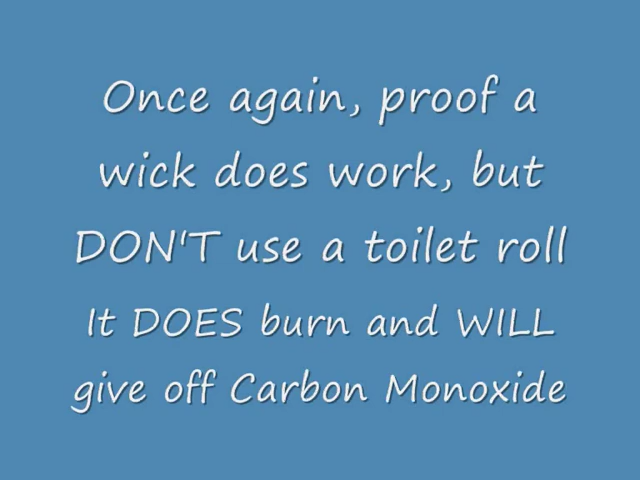 Once again, proof a
wick does work, but
DON'T use a toilet roll
It DOES burn and WILL
give off Carbon Monoxide